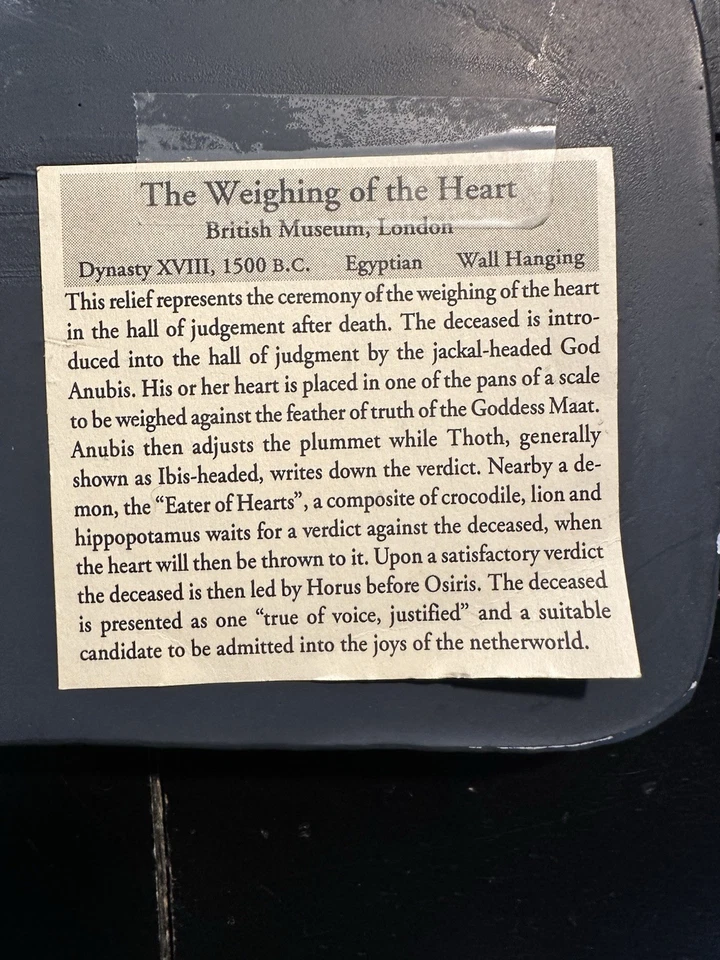 The Weighing of the Heart
British Museum, London
Dynasty XVIII, 1500 B.C. Egyptian Wall Hanging
This relief represents the ceremony of the weighing of the heart
in the hall of judgement after death. The deceased is intro-
duced into the hall of judgment by the jackal-headed God
Anubis. His or her heart is placed in one of the pans of a scale
to be weighed against the feather of truth of the Goddess Maat.
Anubis then adjusts the plummet while Thoth, generally
shown as Ibis-headed, writes down the verdict. Nearby a de-
mon, the “Eater of Hearts”, a composite of crocodile, lion and
hippopotamus waits for a verdict against the deceased, when
the heart will then be thrown to it. Upon a satisfactory verdict
the deceased is then led by Horus before Osiris. The deceased
is presented as one “true of voice, justified” and a suitable
candidate to be admitted into the joys of the netherworld.